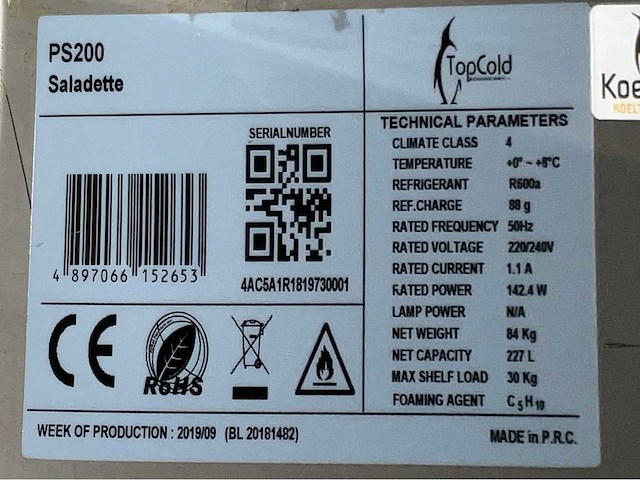 PS200
Saladette
TopCold
SERIALNUMBER
4AC5A1R1819730001
4 897066 152653
TECHNICAL PARAMETERS
CLIMATE CLASS 4
TEMPERATURE +0° ~ +8°C
REFRIGERANT R600a
REF.CHARGE 88 g
RATED FREQUENCY 50Hz
RATED VOLTAGE 220/240V
RATED CURRENT 1.1 A
RATED POWER 142.4 W
LAMP POWER N/A
NET WEIGHT 84 Kg
NET CAPACITY 227 L
MAX SHELF LOAD 30 Kg
FOAMING AGENT C5H10
CE
RoHS
WEEK OF PRODUCTION : 2019/09 (BL 20181482)
MADE in P.R.C.